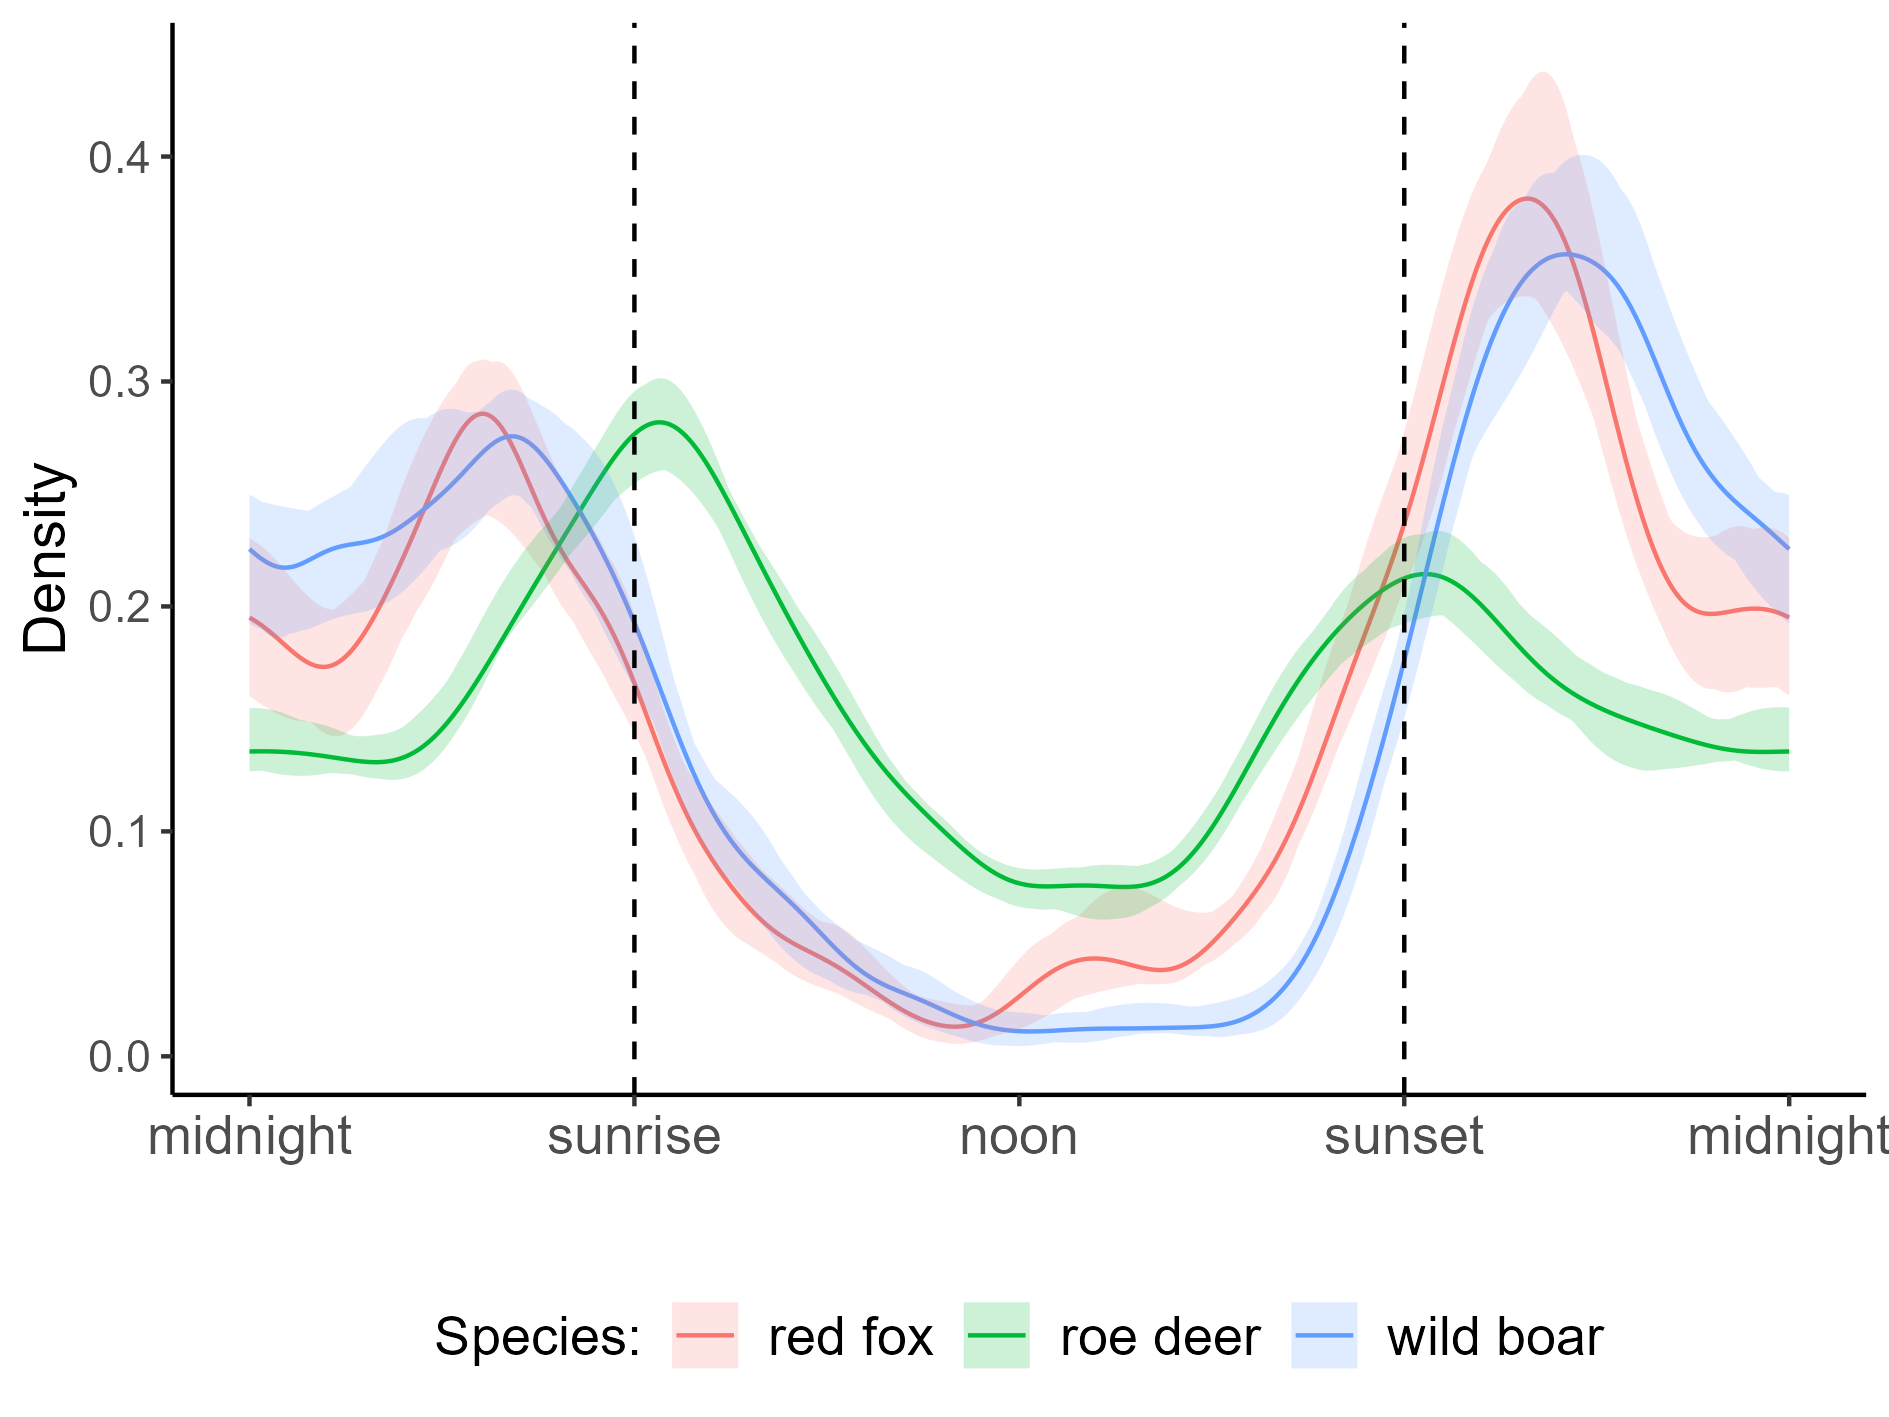 Density
0.4
0.3
0.2
0.1
0.0
midnight sunrise noon sunset midnight
Species: red fox roe deer wild boar